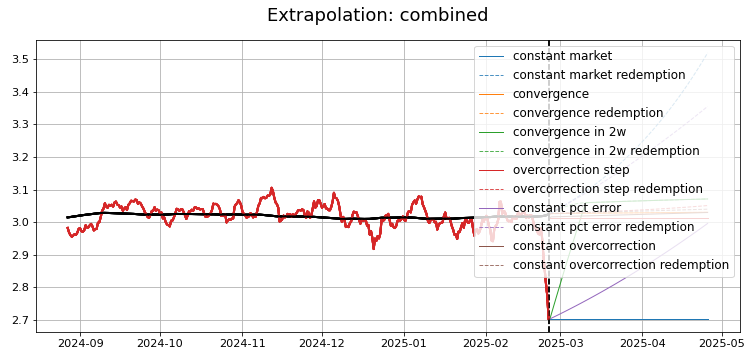 Extrapolation: combined
3.5
3.4
3.3
3.2
3.1
3.0
2.9
2.8
2.7
constant market
constant market redemption
convergence
convergence redemption
convergence in 2w
convergence in 2w redemption
overcorrection step
overcorrection step redemption
constant pct error
constant pct error redemption
constant overcorrection
constant overcorrection redemption
2024-09 2024-10 2024-11 2024-12 2025-01 2025-02 2025-03 2025-04 2025-05